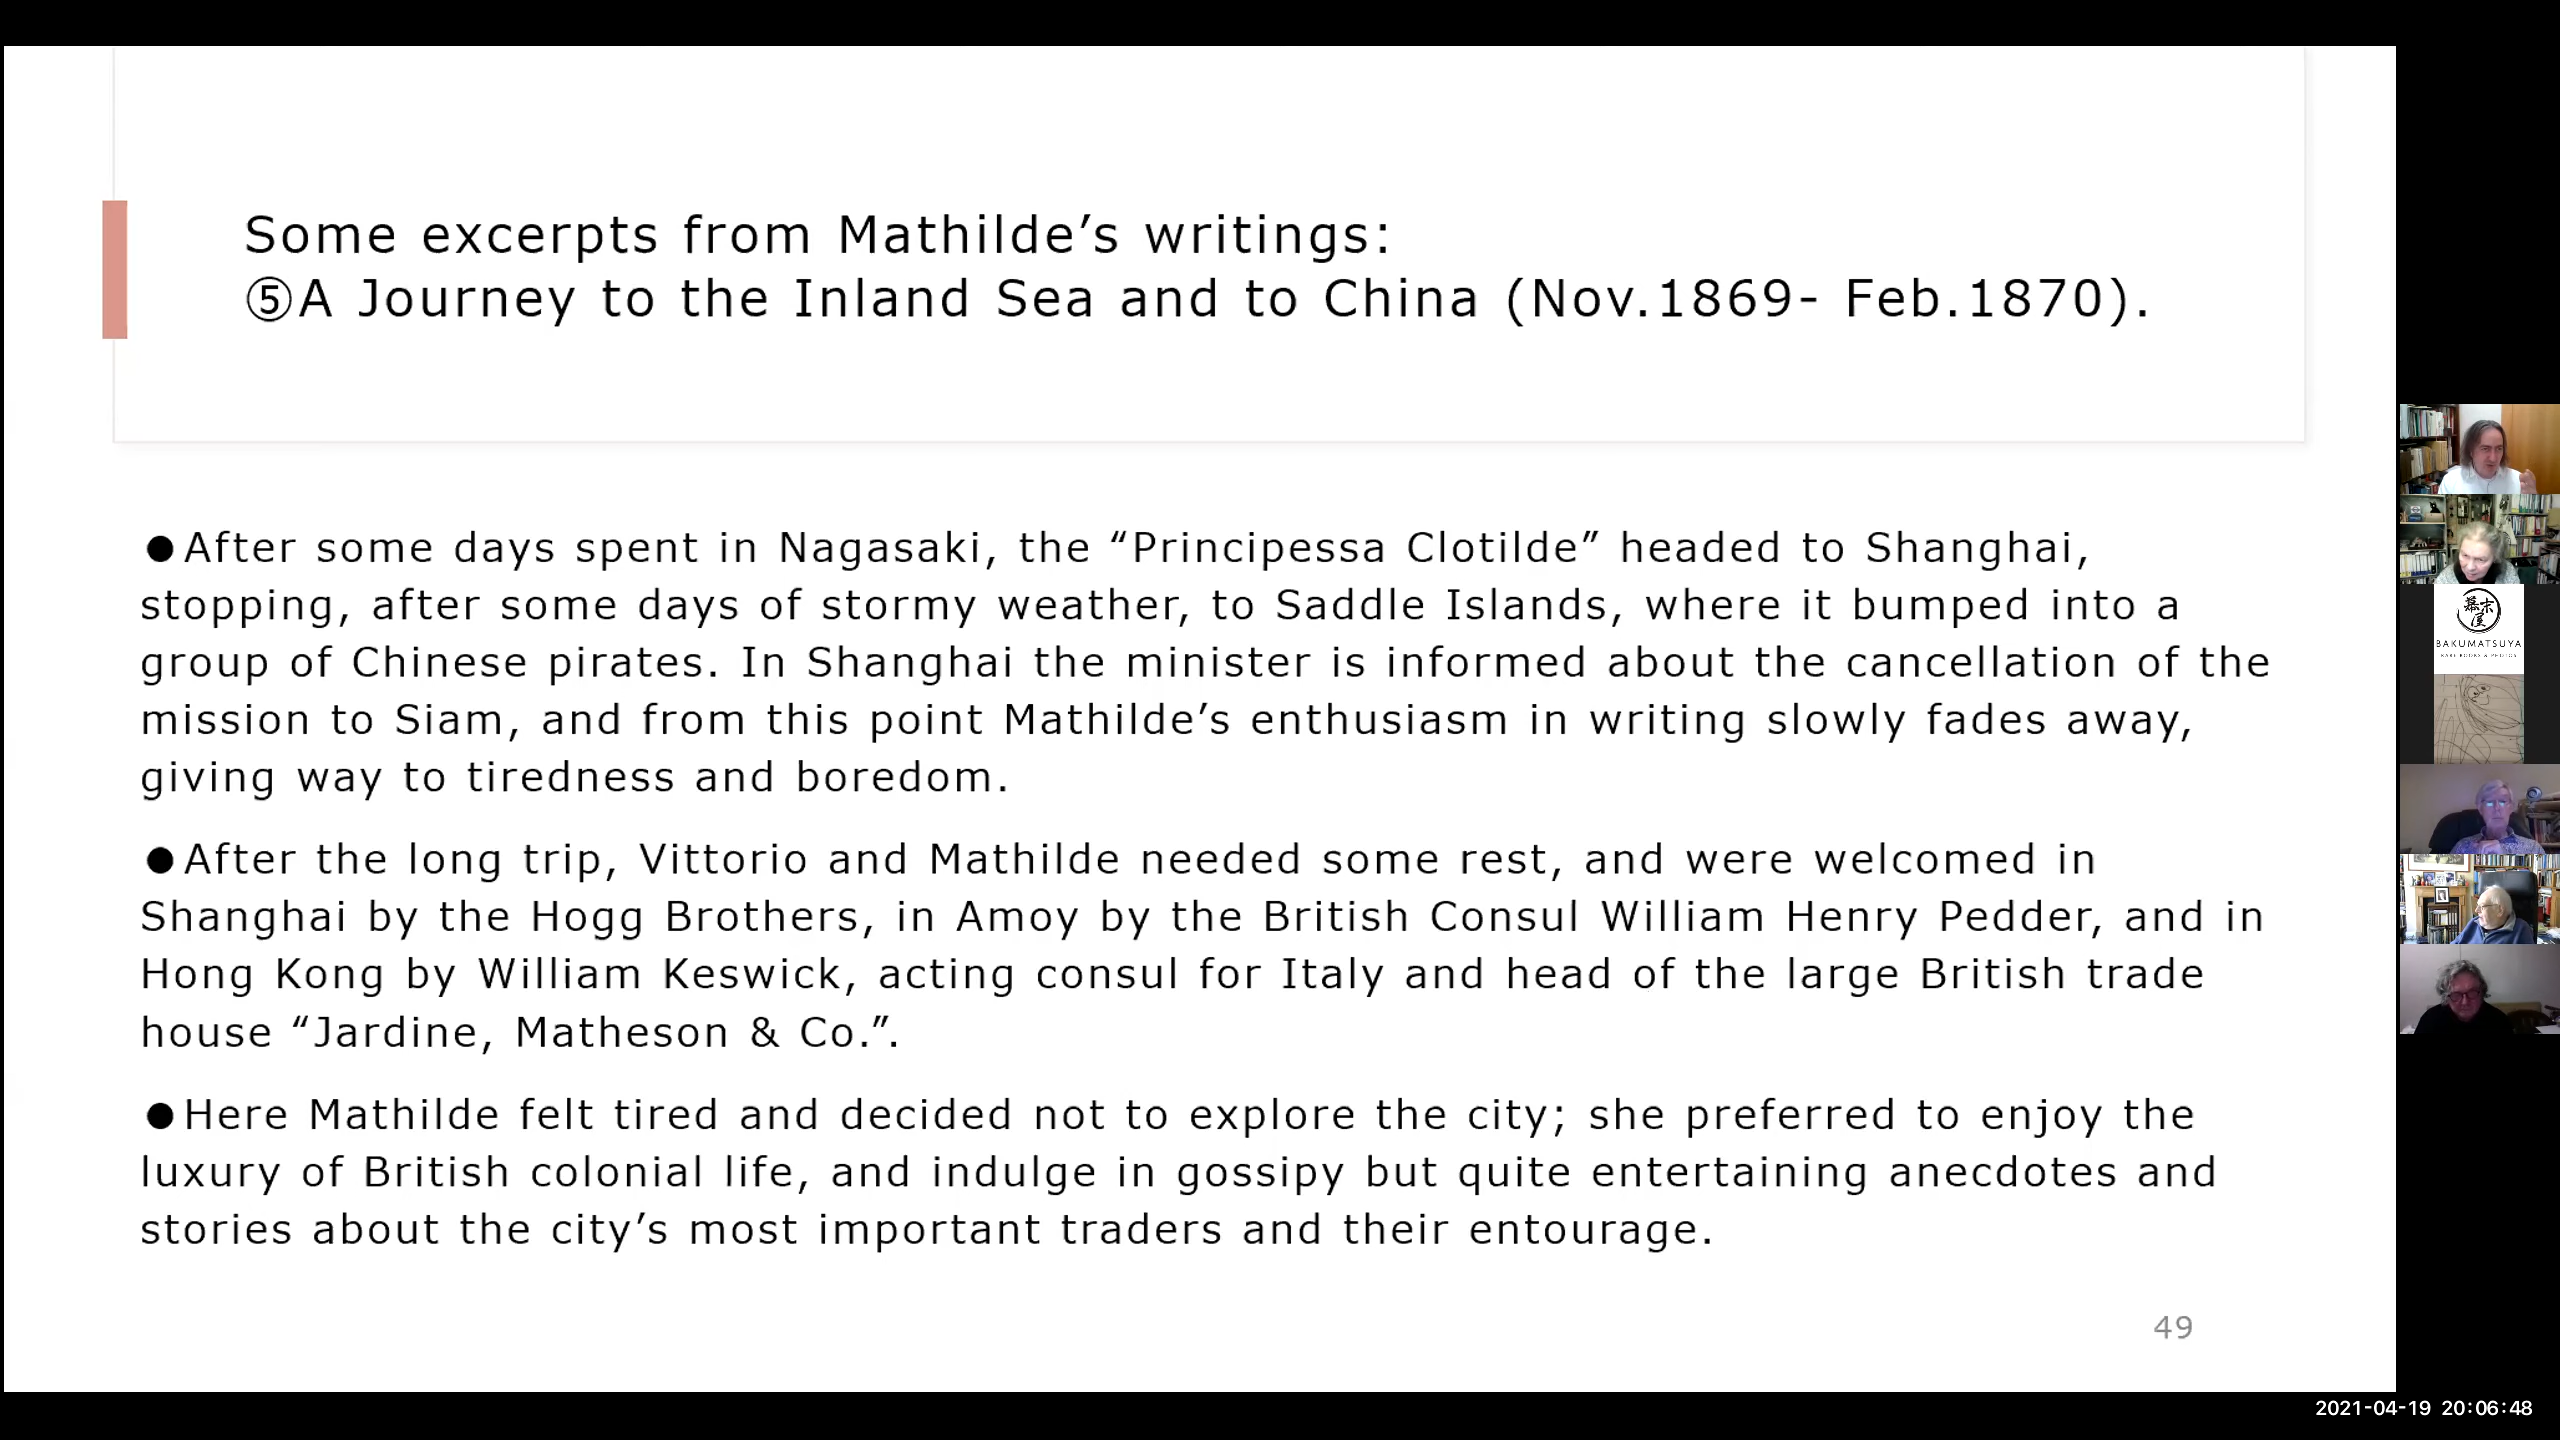 Some excerpts from Mathilde’s writings:
⑤A Journey to the Inland Sea and to China (Nov.1869- Feb.1870).
●After some days spent in Nagasaki, the “Principessa Clotilde” headed to Shanghai,
stopping, after some days of stormy weather, to Saddle Islands, where it bumped into a
group of Chinese pirates. In Shanghai the minister is informed about the cancellation of the
mission to Siam, and from this point Mathilde’s enthusiasm in writing slowly fades away,
giving way to tiredness and boredom.
●After the long trip, Vittorio and Mathilde needed some rest, and were welcomed in
Shanghai by the Hogg Brothers, in Amoy by the British Consul William Henry Pedder, and in
Hong Kong by William Keswick, acting consul for Italy and head of the large British trade
house “Jardine, Matheson & Co.”.
●Here Mathilde felt tired and decided not to explore the city; she preferred to enjoy the
luxury of British colonial life, and indulge in gossipy but quite entertaining anecdotes and
stories about the city’s most important traders and their entourage.
49
幕末屋
BAKUMATSUYA
RARE BOOKS & PHOTOS
2021-04-19 20:06:48